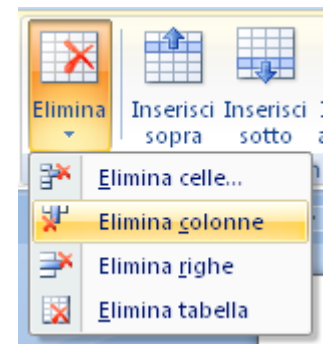 Elimina
Inserisci Inserisci
sopra sotto
Elimina celle...
Elimina colonne
Elimina righe
Elimina tabella